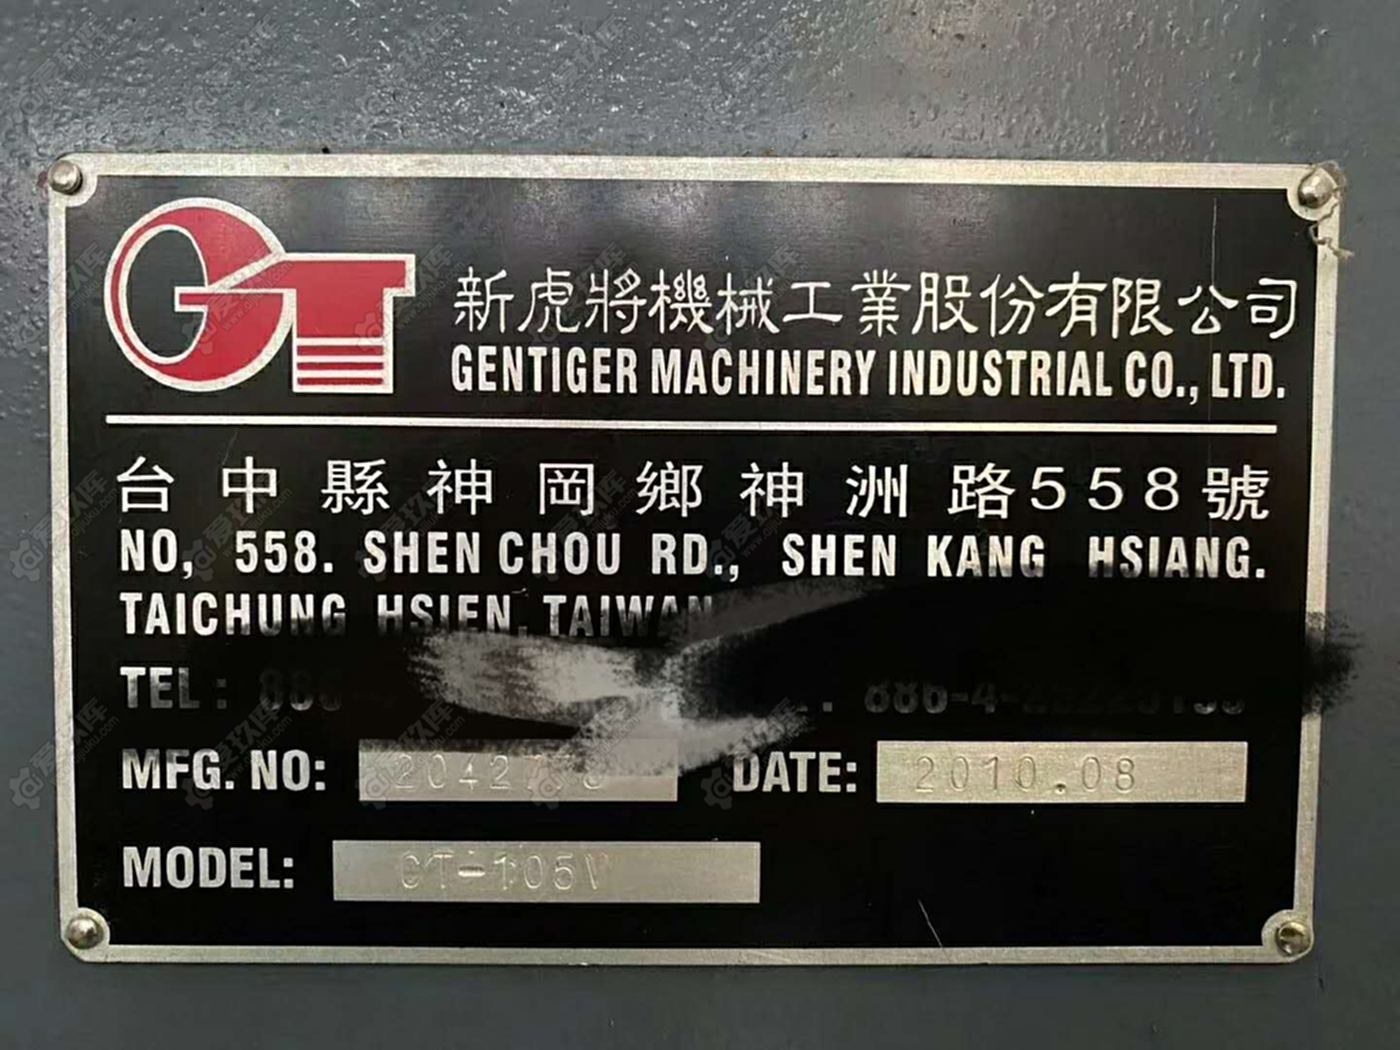 GT
新虎將機械工業股份有限公司
GENTIGER MACHINERY INDUSTRIAL CO., LTD.
台中縣神岡鄉神洲路558號
NO, 558. SHEN CHOU RD., SHEN KANG HSIANG.
TAICHUNG HSIEN, TAIWAN
TEL: 886-4
MFG. NO: DATE: 2010.08
MODEL: GT-105V